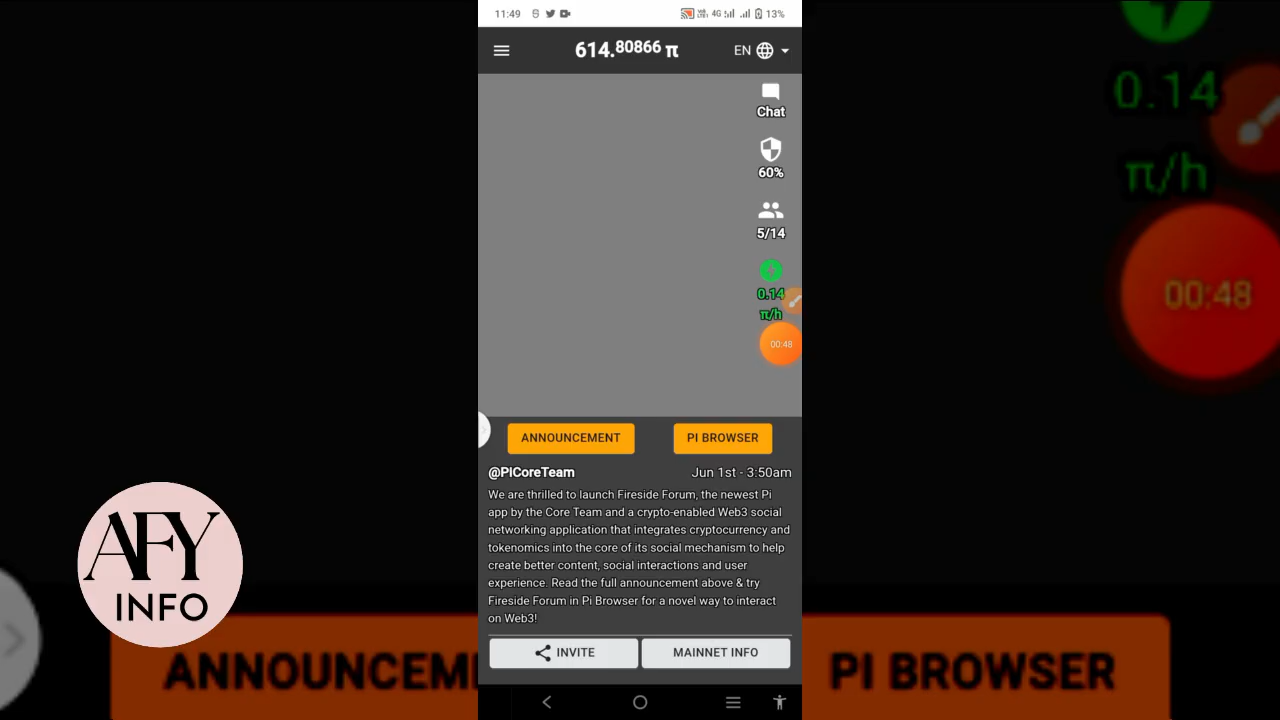 11:49
4G
13%
614.80866 π
EN
Chat
60%
5/14
0.14
π/h
00:48
ANNOUNCEMENT
PI BROWSER
@PiCoreTeam
Jun 1st - 3:50am
We are thrilled to launch Fireside Forum, the newest Pi
app by the Core Team and a crypto-enabled Web3 social
networking application that integrates cryptocurrency and
tokenomics into the core of its social mechanism to help
create better content, social interactions and user
experience. Read the full announcement above & try
Fireside Forum in Pi Browser for a novel way to interact
on Web3!
INVITE
MAINNET INFO
AFY
INFO
0.14
π/h
00:48
ANNOUNCEM
PI BROWSER